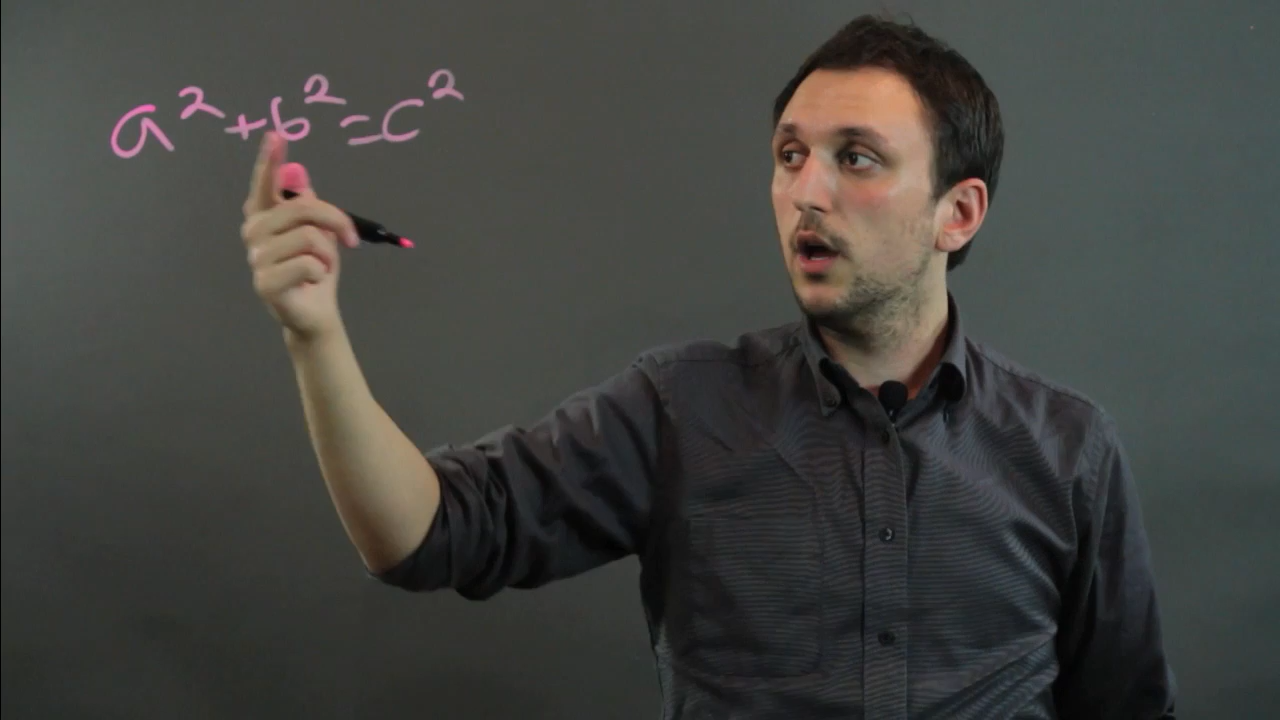 a² + b² = c²